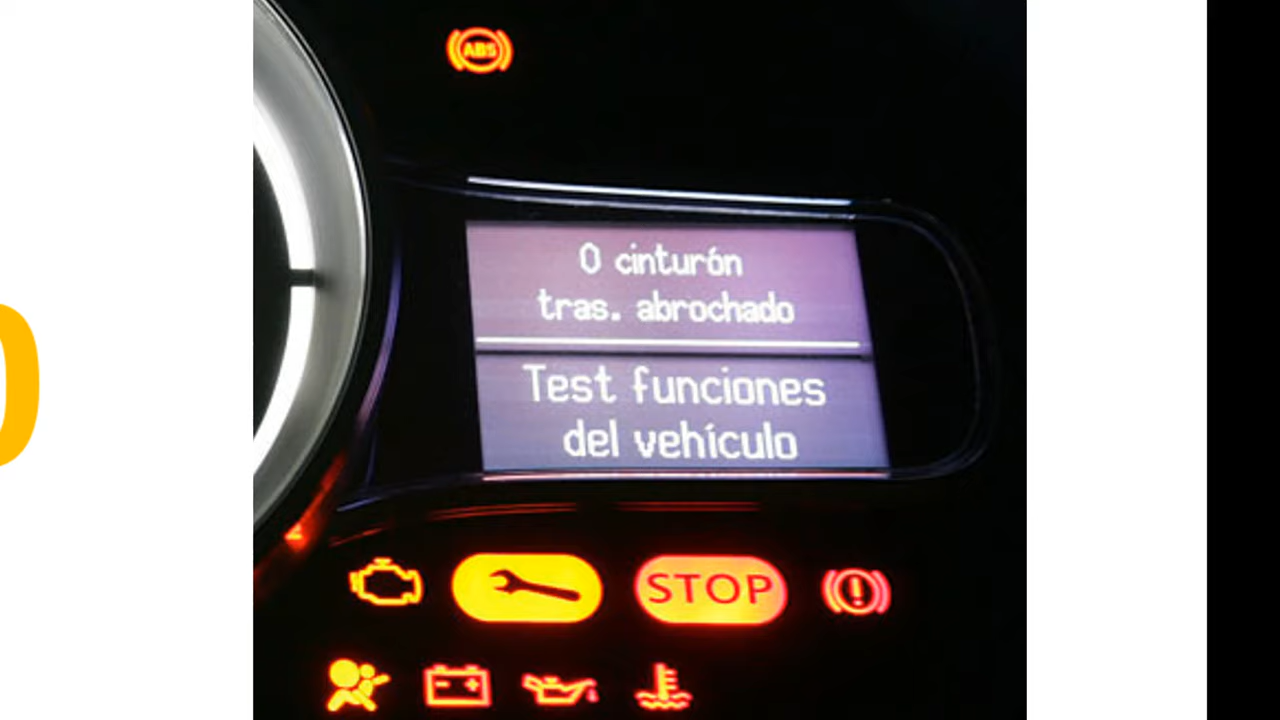 ABS
0 cinturón
tras. abrochado
Test funciones
del vehículo
STOP